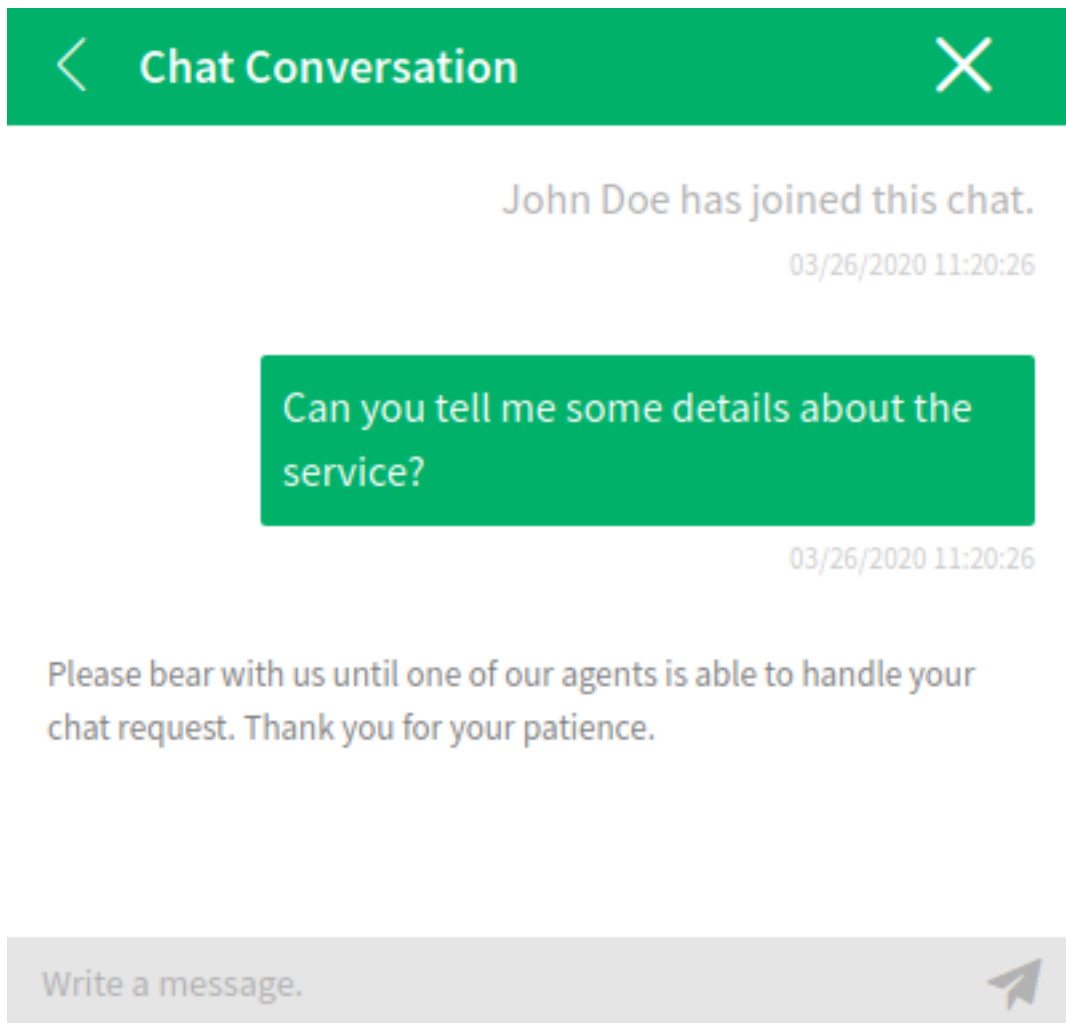 Chat Conversation
John Doe has joined this chat.
03/26/2020 11:20:26
Can you tell me some details about the
service?
03/26/2020 11:20:26
Please bear with us until one of our agents is able to handle your
chat request. Thank you for your patience.
Write a message.